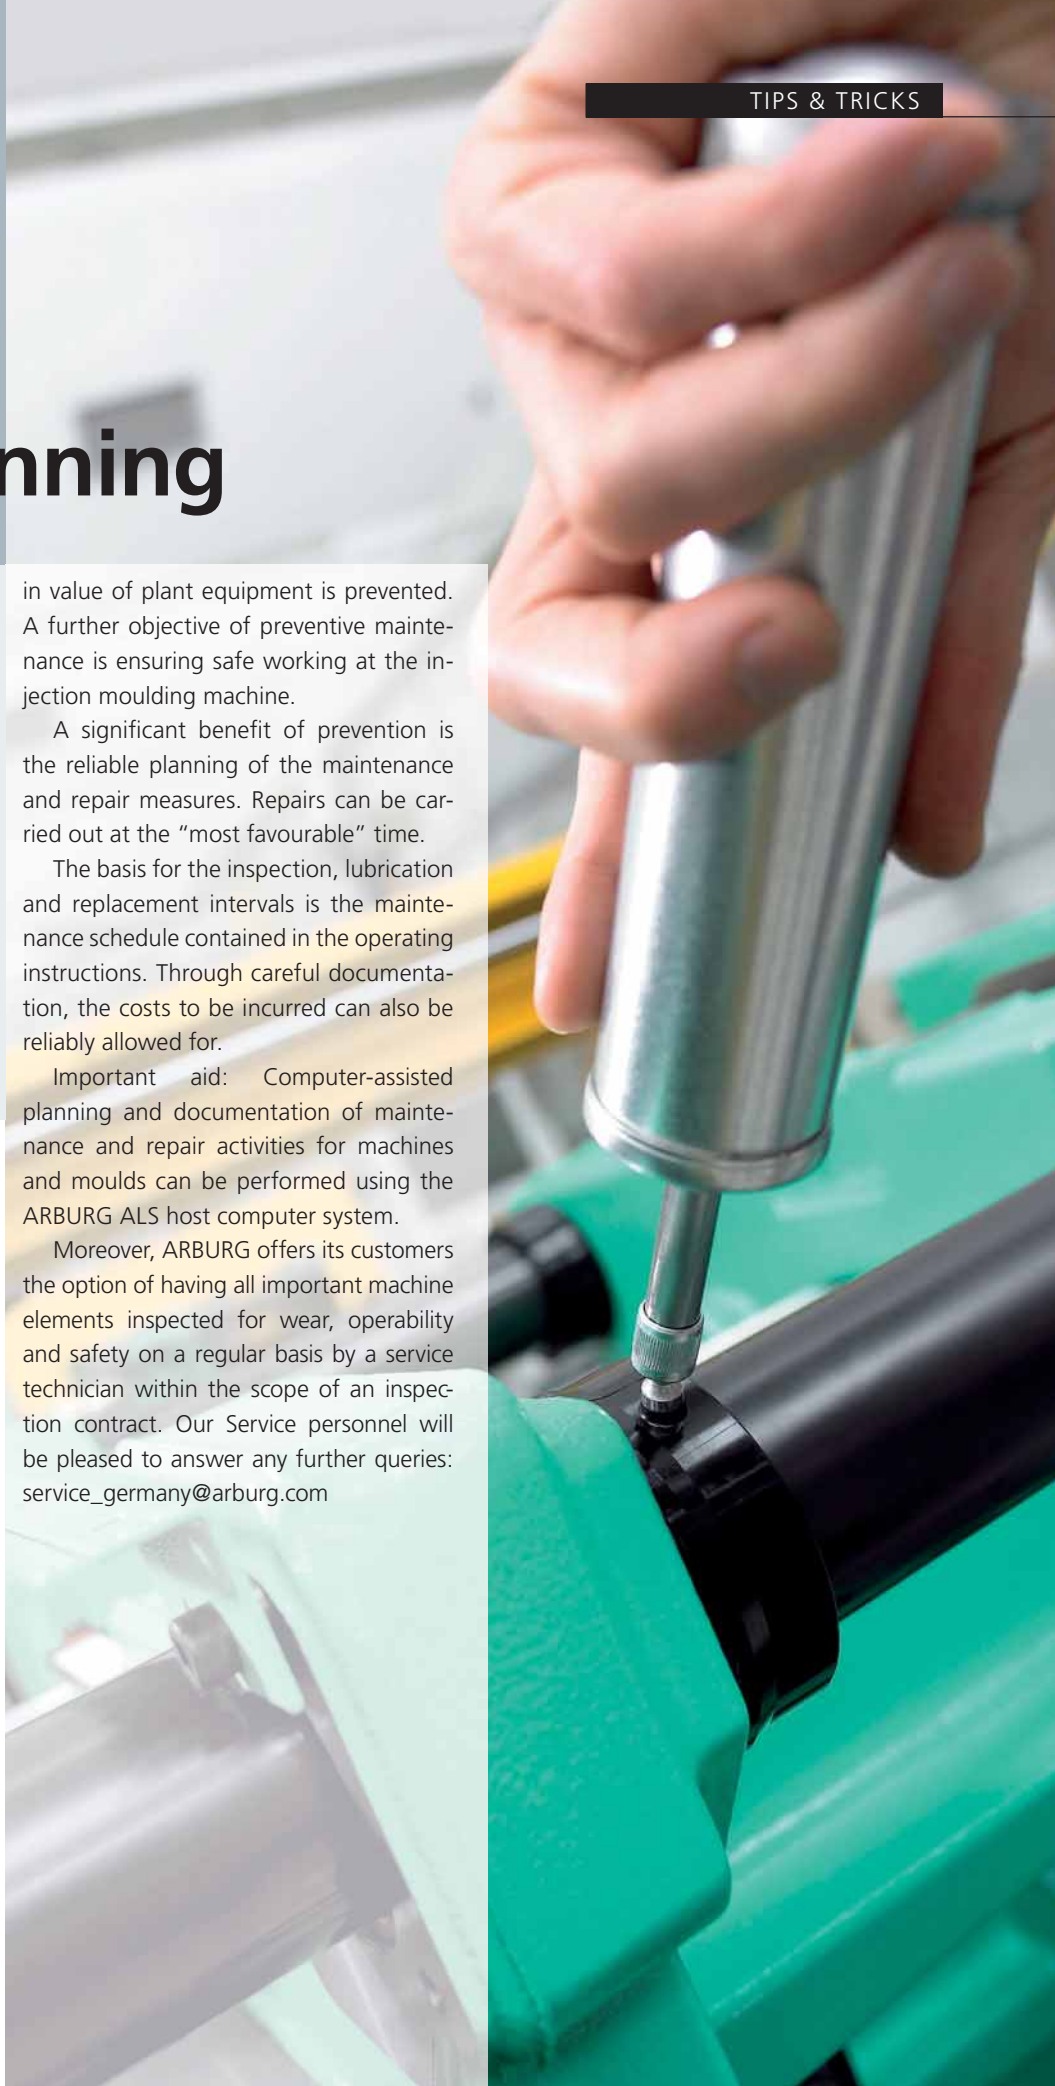 TIPS & TRICKS
nning
in value of plant equipment is prevented.
A further objective of preventive mainte-
nance is ensuring safe working at the in-
jection moulding machine.
A significant benefit of prevention is
the reliable planning of the maintenance
and repair measures. Repairs can be car-
ried out at the “most favourable” time.
The basis for the inspection, lubrication
and replacement intervals is the mainte-
nance schedule contained in the operating
instructions. Through careful documenta-
tion, the costs to be incurred can also be
reliably allowed for.
Important aid: Computer-assisted
planning and documentation of mainte-
nance and repair activities for machines
and moulds can be performed using the
ARBURG ALS host computer system.
Moreover, ARBURG offers its customers
the option of having all important machine
elements inspected for wear, operability
and safety on a regular basis by a service
technician within the scope of an inspec-
tion contract. Our Service personnel will
be pleased to answer any further queries:
service_germany@arburg.com